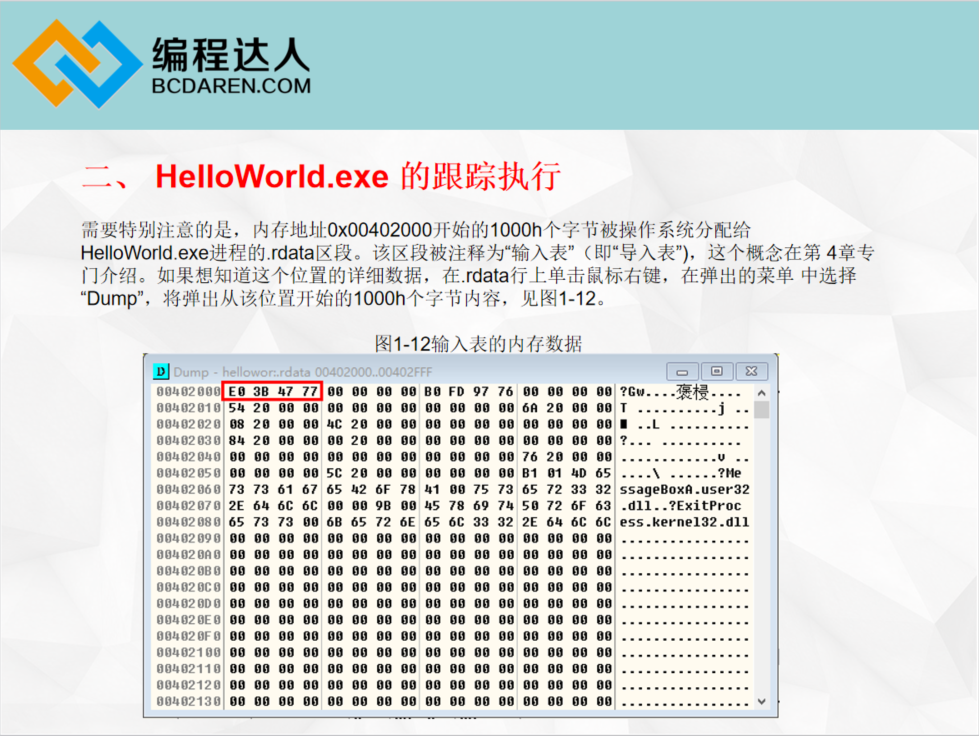 编程达人
BCDAREN.COM
二、 HelloWorld.exe 的跟踪执行
需要特别注意的是，内存地址0x00402000开始的1000h个字节被操作系统分配给
HelloWorld.exe进程的.rdata区段。该区段被注释为“输入表”（即“导入表”)，这个概念在第 4章专
门介绍。如果想知道这个位置的详细数据，在.rdata行上单击鼠标右键，在弹出的菜单 中选择
“Dump”，将弹出从该位置开始的1000h个字节内容，见图1-12。
图1-12输入表的内存数据
D Dump - hellowor:.rdata 00402000..00402FFF
00402000 E0 3B 47 77 00 00 00 00 B0 FD 97 76 00 00 00 00 ?Gw....褒梫....
00402010 54 20 00 00 00 00 00 00 00 00 00 00 6A 20 00 00 T ..........j ..
00402020 08 20 00 00 4C 20 00 00 00 00 00 00 00 00 00 00 ■ ..L ..........
00402030 84 20 00 00 00 20 00 00 00 00 00 00 00 00 00 00 ?... ...........
00402040 00 00 00 00 00 00 00 00 00 00 00 00 76 20 00 00 ............v ..
00402050 00 00 00 00 5C 20 00 00 00 00 00 00 B1 01 4D 65 ....\ ......?Me
00402060 73 73 61 67 65 42 6F 78 41 00 75 73 65 72 33 32 ssageBoxA.user32
00402070 2E 64 6C 6C 00 00 9B 00 45 78 69 74 50 72 6F 63 .dll..?ExitProc
00402080 65 73 73 00 6B 65 72 6E 65 6C 33 32 2E 64 6C 6C ess.kernel32.dll
00402090 00 00 00 00 00 00 00 00 00 00 00 00 00 00 00 00 ................
004020A0 00 00 00 00 00 00 00 00 00 00 00 00 00 00 00 00 ................
004020B0 00 00 00 00 00 00 00 00 00 00 00 00 00 00 00 00 ................
004020C0 00 00 00 00 00 00 00 00 00 00 00 00 00 00 00 00 ................
004020D0 00 00 00 00 00 00 00 00 00 00 00 00 00 00 00 00 ................
004020E0 00 00 00 00 00 00 00 00 00 00 00 00 00 00 00 00 ................
004020F0 00 00 00 00 00 00 00 00 00 00 00 00 00 00 00 00 ................
00402100 00 00 00 00 00 00 00 00 00 00 00 00 00 00 00 00 ................
00402110 00 00 00 00 00 00 00 00 00 00 00 00 00 00 00 00 ................
00402120 00 00 00 00 00 00 00 00 00 00 00 00 00 00 00 00 ................
00402130 00 00 00 00 00 00 00 00 00 00 00 00 00 00 00 00 ................